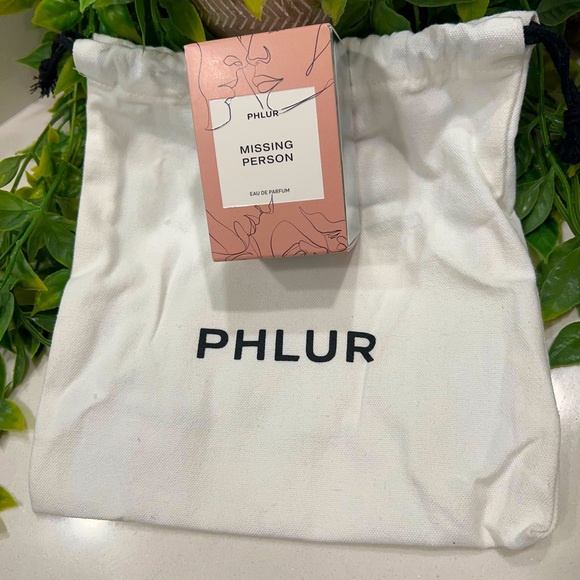 PHLUR
MISSING
PERSON
EAU DE PARFUM
PHLUR